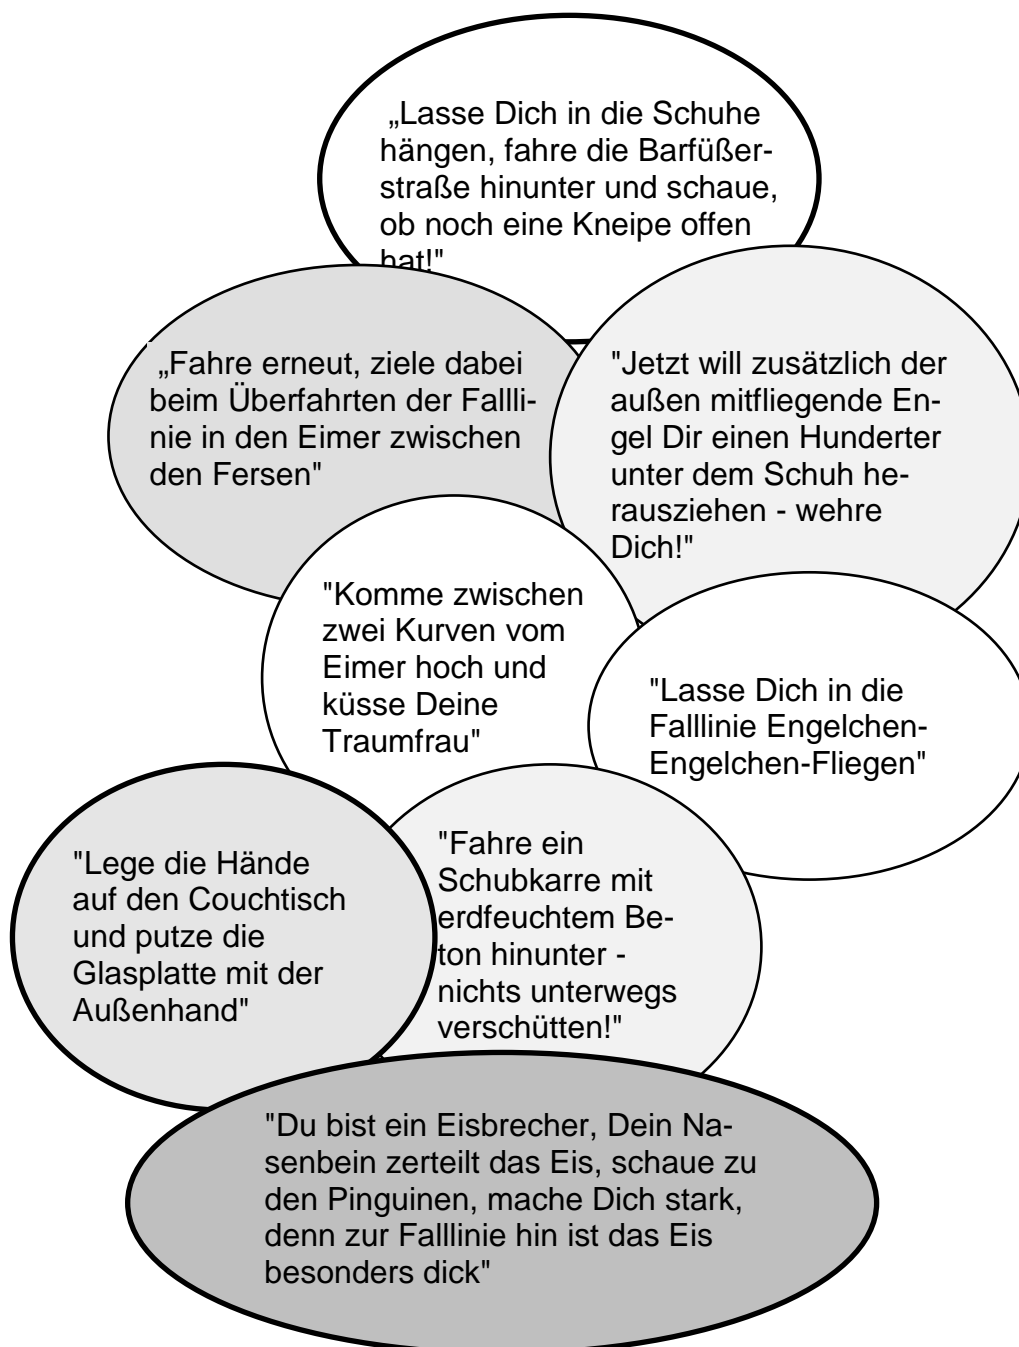 „Lasse Dich in die Schuhe
hängen, fahre die Barfüßer-
straße hinunter und schaue,
ob noch eine Kneipe offen
hat!"
„Fahre erneut, ziele dabei
beim Überfahrten der Fallli-
nie in den Eimer zwischen
den Fersen"
"Jetzt will zusätzlich der
außen mitfliegende En-
gel Dir einen Hunderter
unter dem Schuh he-
rausziehen - wehre
Dich!"
"Komme zwischen
zwei Kurven vom
Eimer hoch und
küsse Deine
Traumfrau"
"Lasse Dich in die
Falllinie Engelchen-
Engelchen-Fliegen"
"Lege die Hände
auf den Couchtisch
und putze die
Glasplatte mit der
Außenhand"
"Fahre ein
Schubkarre mit
erdfeuchtem Be-
ton hinunter -
nichts unterwegs
verschütten!"
"Du bist ein Eisbrecher, Dein Na-
senbein zerteilt das Eis, schaue zu
den Pinguinen, mache Dich stark,
denn zur Falllinie hin ist das Eis
besonders dick"